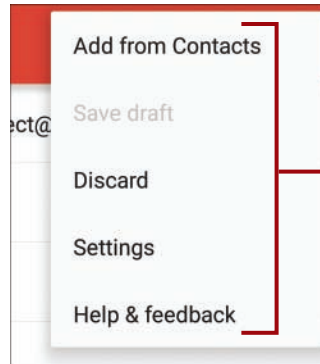 Add from Contacts
ect@
Save draft
Discard
Settings
Help & feedback